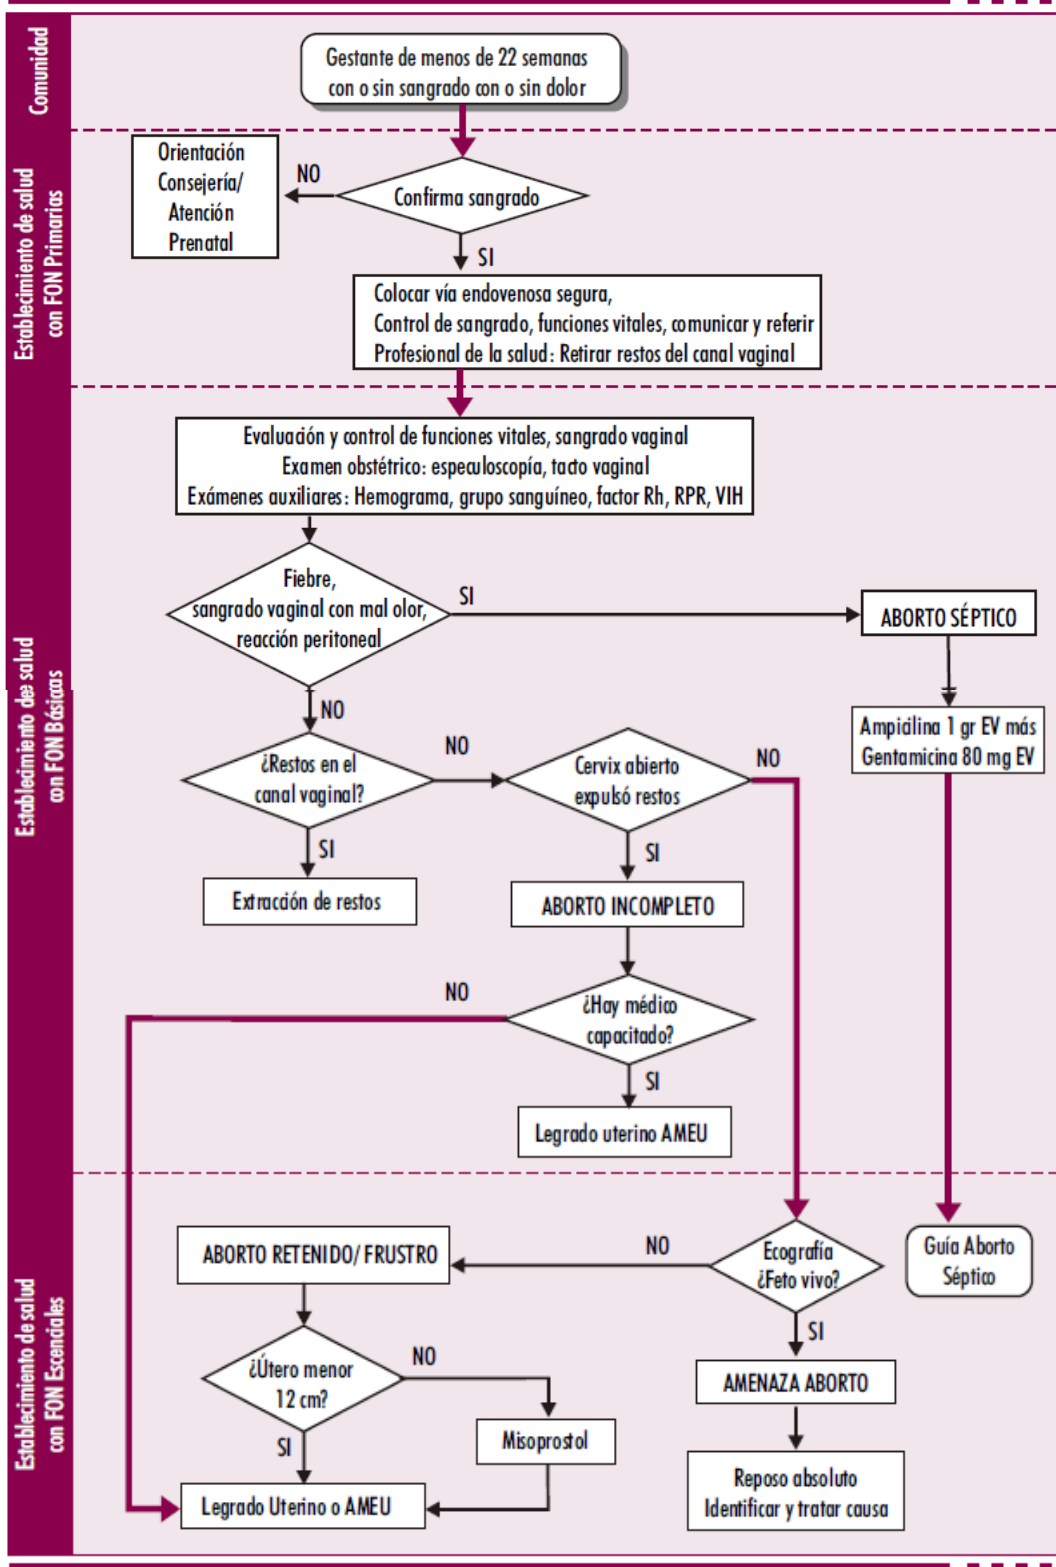 Comunidad
Gestante de menos de 22 semanas
con o sin sangrado con o sin dolor
Establecimiento de salud
con FON Primarias
Orientación
Consejería/
Atención
Prenatal
NO
Confirma sangrado
SI
Colocar vía endovenosa segura,
Control de sangrado, funciones vitales, comunicar y referir
Profesional de la salud: Retirar restos del canal vaginal
Establecimiento de salud
con FON Básicas
Evaluación y control de funciones vitales, sangrado vaginal
Examen obstétrico: especuloscopía, tacto vaginal
Exámenes auxiliares: Hemograma, grupo sanguíneo, factor Rh, RPR, VIH
Fiebre,
sangrado vaginal con mal olor,
reacción peritoneal
SI
ABORTO SÉPTICO
Ampicilina 1 gr EV más
Gentamicina 80 mg EV
NO
¿Restos en el
canal vaginal?
NO
Cervix abierto
expulsó restos
NO
SI
Extracción de restos
SI
ABORTO INCOMPLETO
NO
¿Hay médico
capacitado?
SI
Legrado uterino AMEU
Establecimiento de salud
con FON Escenciales
ABORTO RETENIDO/ FRUSTRO
NO
Ecografía
¿Feto vivo?
Guía Aborto
Séptico
SI
¿Útero menor
12 cm?
NO
AMENAZA ABORTO
Misoprostol
SI
Legrado Uterino o AMEU
Reposo absoluto
Identificar y tratar causa